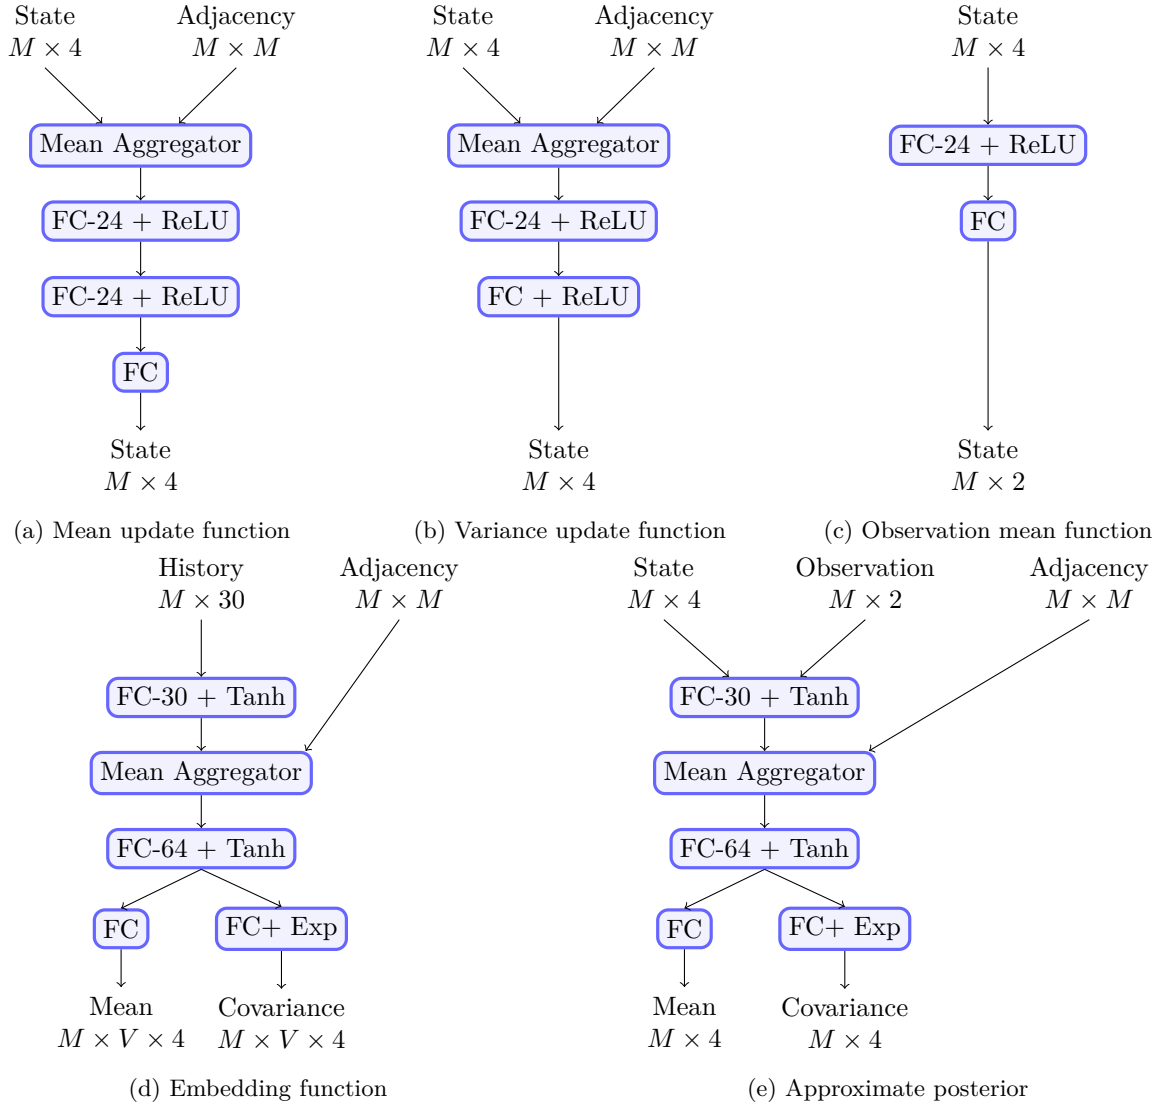 State
M × 4
Adjacency
M × M
Mean Aggregator
FC-24 + ReLU
FC-24 + ReLU
FC
State
M × 4
(a) Mean update function
State
M × 4
Adjacency
M × M
Mean Aggregator
FC-24 + ReLU
FC + ReLU
State
M × 4
(b) Variance update function
State
M × 4
FC-24 + ReLU
FC
State
M × 2
(c) Observation mean function
History
M × 30
Adjacency
M × M
FC-30 + Tanh
Mean Aggregator
FC-64 + Tanh
FC
FC+ Exp
Mean
M × V × 4
Covariance
M × V × 4
(d) Embedding function
State
M × 4
Observation
M × 2
Adjacency
M × M
FC-30 + Tanh
Mean Aggregator
FC-64 + Tanh
FC
FC+ Exp
Mean
M × 4
Covariance
M × 4
(e) Approximate posterior